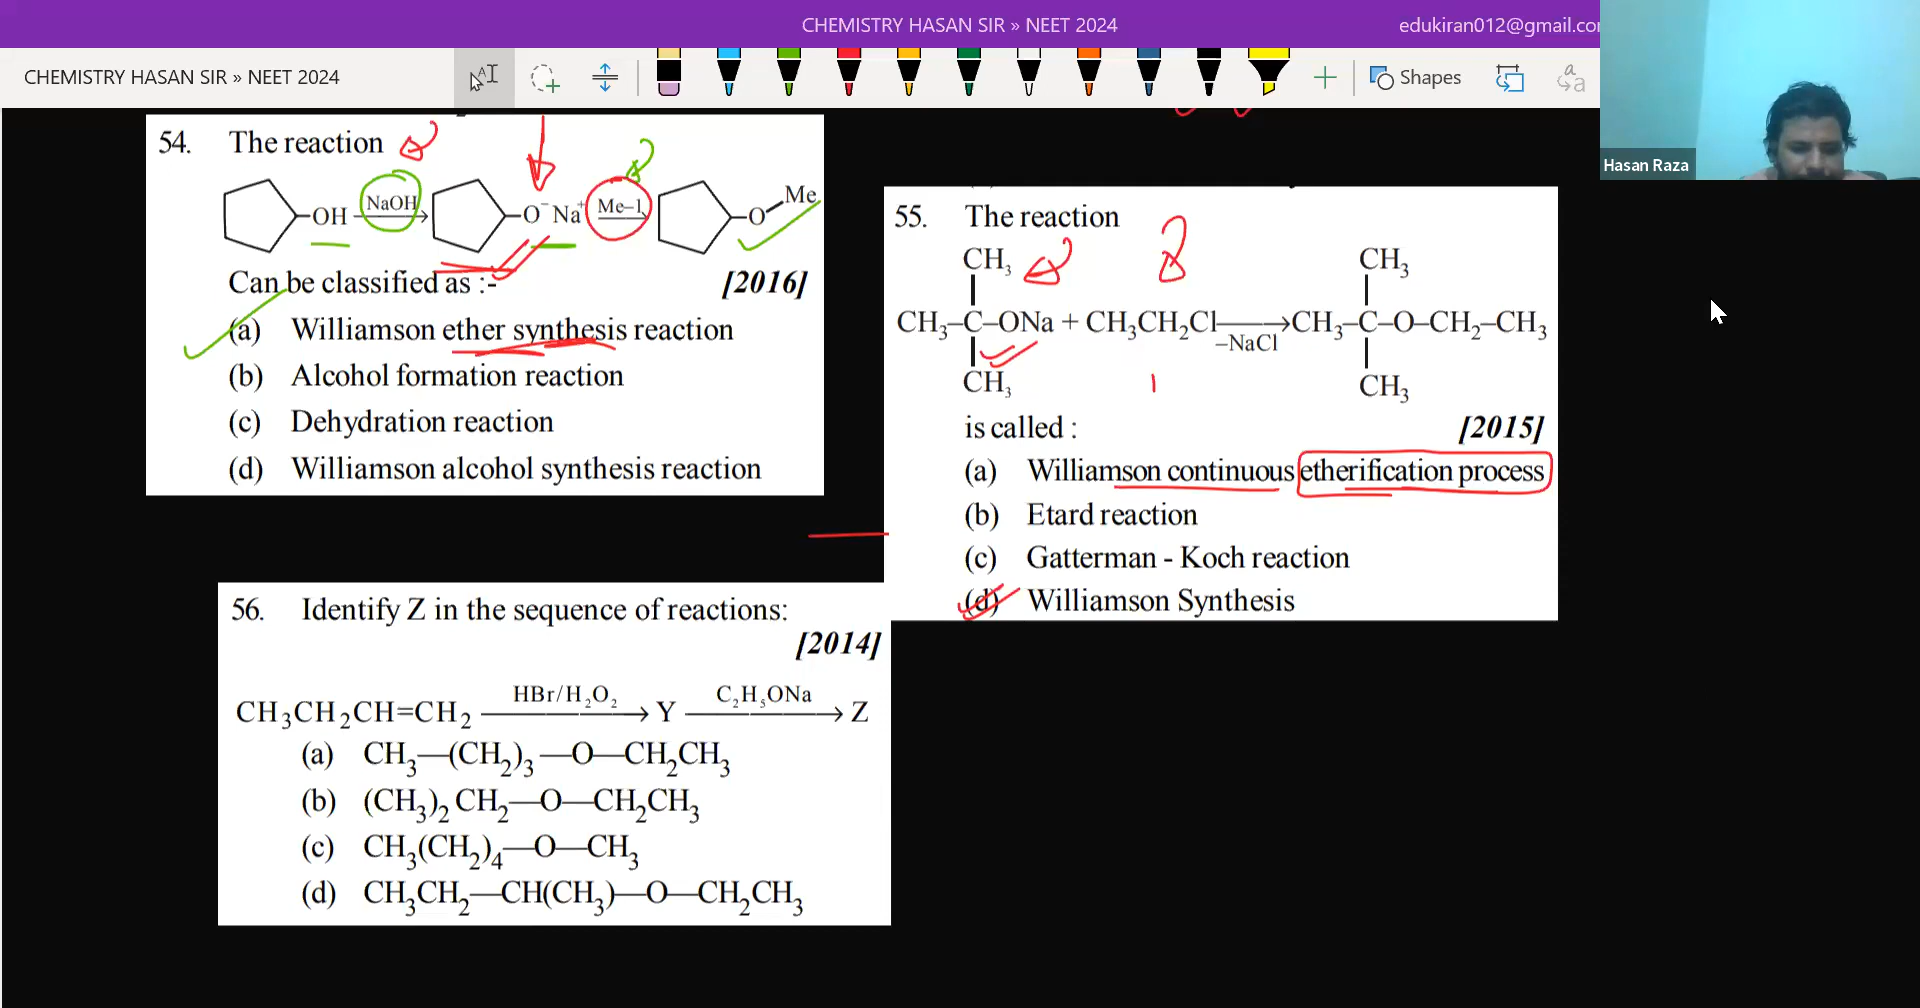 CHEMISTRY HASAN SIR » NEET 2024
edukiran012@gmail.co
CHEMISTRY HASAN SIR » NEET 2024
Shapes
Hasan Raza
54. The reaction
OH NaOH O⁻Na⁺ Me–I O Me
Can be classified as :- [2016]
(a) Williamson ether synthesis reaction
(b) Alcohol formation reaction
(c) Dehydration reaction
(d) Williamson alcohol synthesis reaction
55. The reaction
CH₃ CH₃
CH₃–C–ONa + CH₃CH₂Cl ⟶ CH₃–C–O–CH₂–CH₃
–NaCl
CH₃ CH₃
is called : [2015]
(a) Williamson continuous etherification process
(b) Etard reaction
(c) Gatterman - Koch reaction
(d) Williamson Synthesis
56. Identify Z in the sequence of reactions:
[2014]
HBr/H₂O₂ C₂H₅ONa
CH₃CH₂CH=CH₂ ⟶ Y ⟶ Z
(a) CH₃—(CH₂)₃—O—CH₂CH₃
(b) (CH₃)₂ CH₂—O—CH₂CH₃
(c) CH₃(CH₂)₄—O—CH₃
(d) CH₃CH₂—CH(CH₃)—O—CH₂CH₃